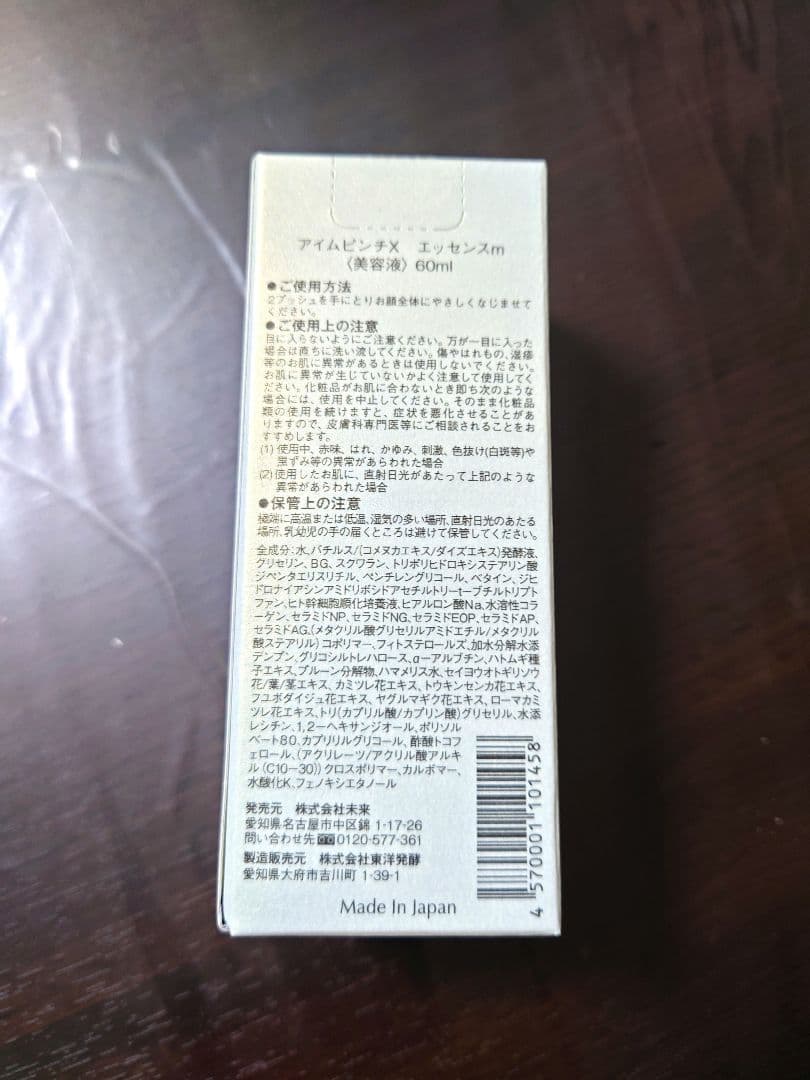 アイムピンチX　エッセンスm
〈美容液〉60ml
●ご使用方法
2プッシュを手にとりお顔全体にやさしくなじませて
ください。
●ご使用上の注意
目に入らないようにご注意ください。万が一目に入った
場合は直ちに洗い流してください。傷やはれもの、湿疹
等のお肌に異常があるときは使用しないでください。
お肌に異常が生じていないかよく注意して使用してく
ださい。化粧品がお肌に合わないとき即ち次のような
場合には、使用を中止してください。そのまま化粧品
類の使用を続けますと、症状を悪化させることがあ
りますので、皮膚科専門医等にご相談されることをお
すすめします。
(1) 使用中、赤味、はれ、かゆみ、刺激、色抜け(白斑等)や
黒ずみ等の異常があらわれた場合
(2)使用したお肌に、直射日光があたって上記のような
異常があらわれた場合
●保管上の注意
極端に高温または低温、湿気の多い場所、直射日光のあたる
場所、乳幼児の手の届くところは避けて保管してください。
全成分:水、バチルス/(コメヌカエキス/ダイズエキス)発酵液、
グリセリン、BG、スクワラン、トリポリヒドロキシステアリン酸
ジペンタエリスリチル、ペンチレングリコール、ベタイン、ジヒ
ドロナイアシンアミドリボシドアセチルトリーt−ブチルトリプト
ファン、ヒト幹細胞順化培養液、ヒアルロン酸Na、水溶性コラ
ーゲン、セラミドNP、セラミドNG、セラミドEOP、セラミドAP、
セラミドAG、(メタクリル酸グリセリルアミドエチル/メタクリル
酸ステアリル) コポリマー、フィトステロールズ、加水分解水添
デンプン、グリコシルトレハロース、α−アルブチン、ハトムギ種
子エキス、プルーン分解物、ハマメリス水、セイヨウオトギリソウ
花/葉/茎エキス、カミツレ花エキス、トウキンセンカ花エキス、
フユボダイジュ花エキス、ヤグルマギク花エキス、ローマカミ
ツレ花エキス、トリ(カプリル酸/カプリン酸)グリセリル、水添
レシチン、1,2−ヘキサンジオール、ポリソル
ベート80、カプリリルグリコール、酢酸トコフ
ェロール、(アクリレーツ/アクリル酸アルキ
ル (C10−30)) クロスポリマー、カルボマー、
水酸化K、フェノキシエタノール
発売元　株式会社未来
愛知県名古屋市中区錦 1-17-26
問い合わせ先 0120-577-361
製造販売元　株式会社東洋発酵
愛知県大府市吉川町 1-39-1
Made In Japan
4 570001 101458